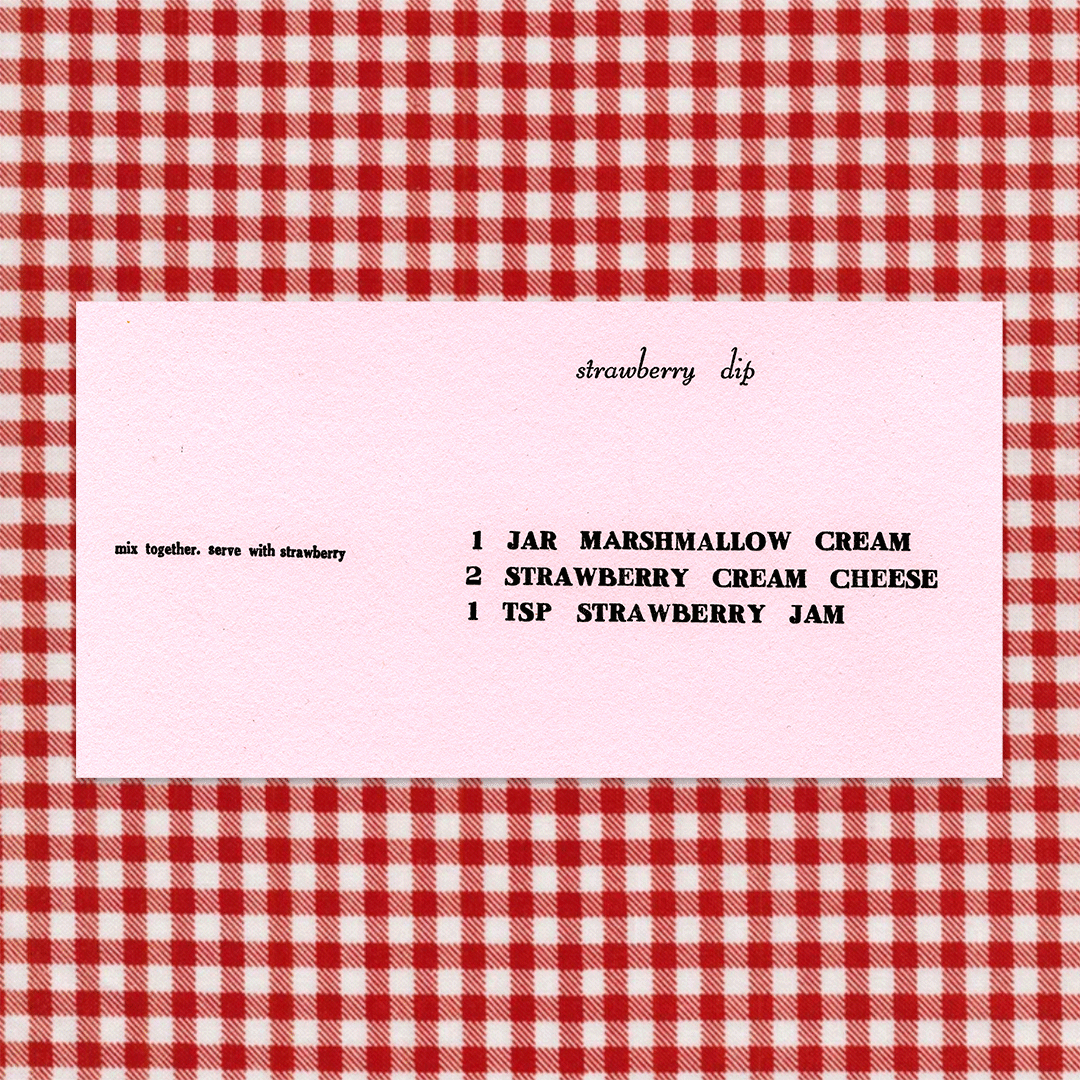 strawberry dip
mix together. serve with strawberry
1 JAR MARSHMALLOW CREAM
2 STRAWBERRY CREAM CHEESE
1 TSP STRAWBERRY JAM